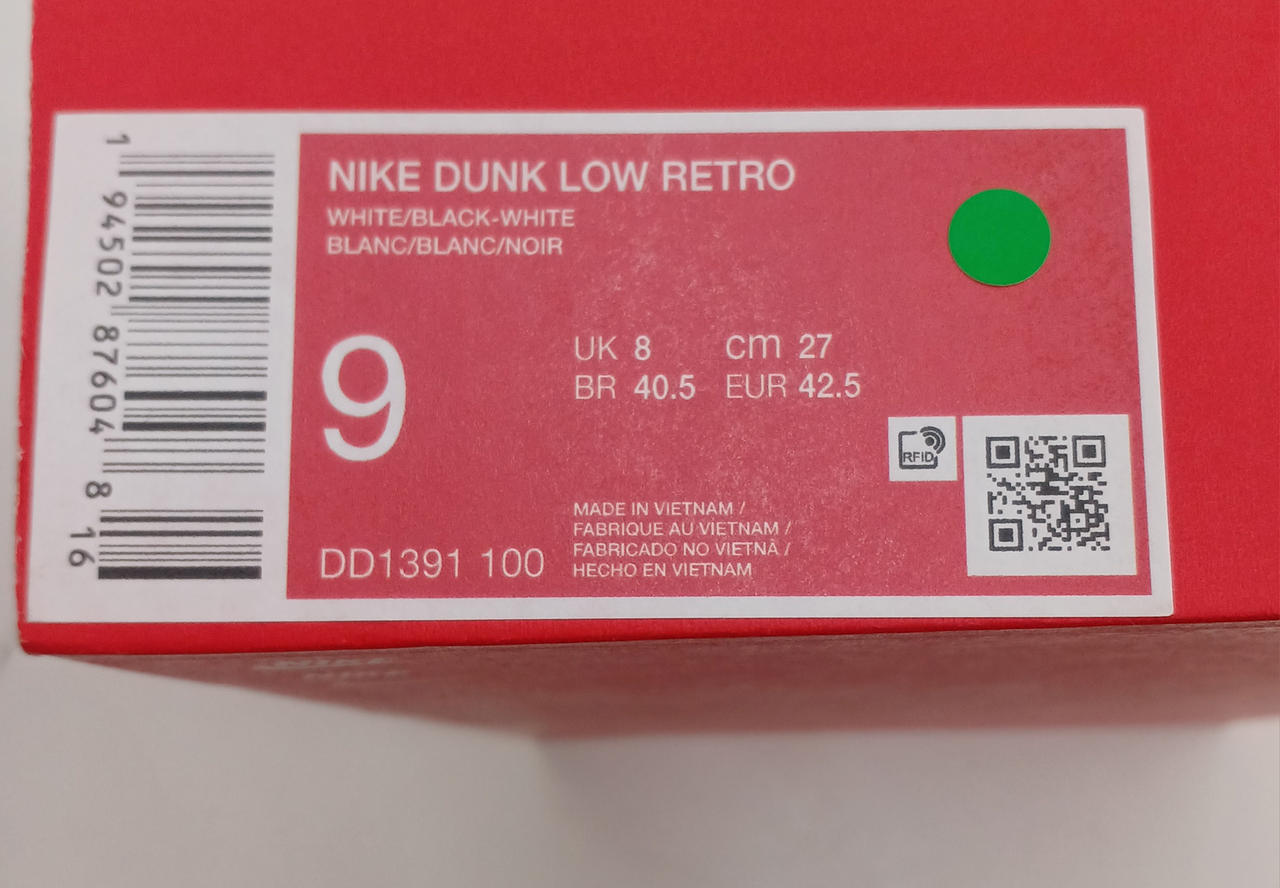 1 94502 87604 8 16
NIKE DUNK LOW RETRO
WHITE/BLACK-WHITE
BLANC/BLANC/NOIR
9
UK 8 cm 27
BR 40.5 EUR 42.5
RFID
MADE IN VIETNAM /
FABRIQUE AU VIETNAM /
FABRICADO NO VIETNÃ /
HECHO EN VIETNAM
DD1391 100